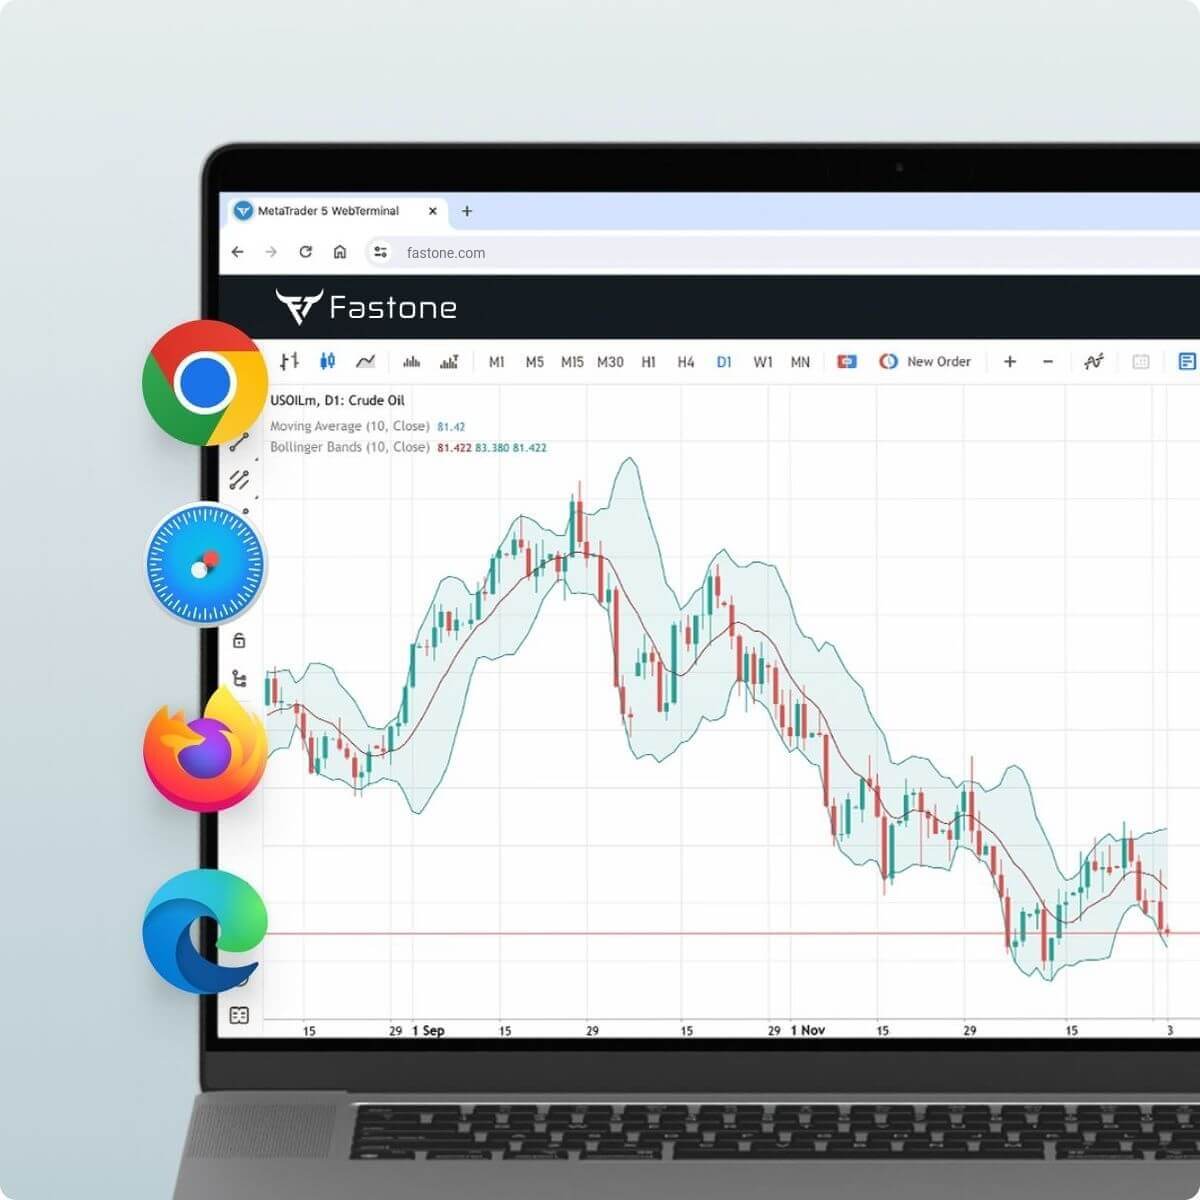 MetaTrader 5 WebTerminal
fastone.com
Fastone
M1 M5 M15 M30 H1 H4 D1 W1 MN New Order
USOILm, D1: Crude Oil
Moving Average (10, Close) 81.42
Bollinger Bands (10, Close) 81.422 83.380 81.422
15 29 1 Sep 15 29 15 29 1 Nov 15 29 15 3